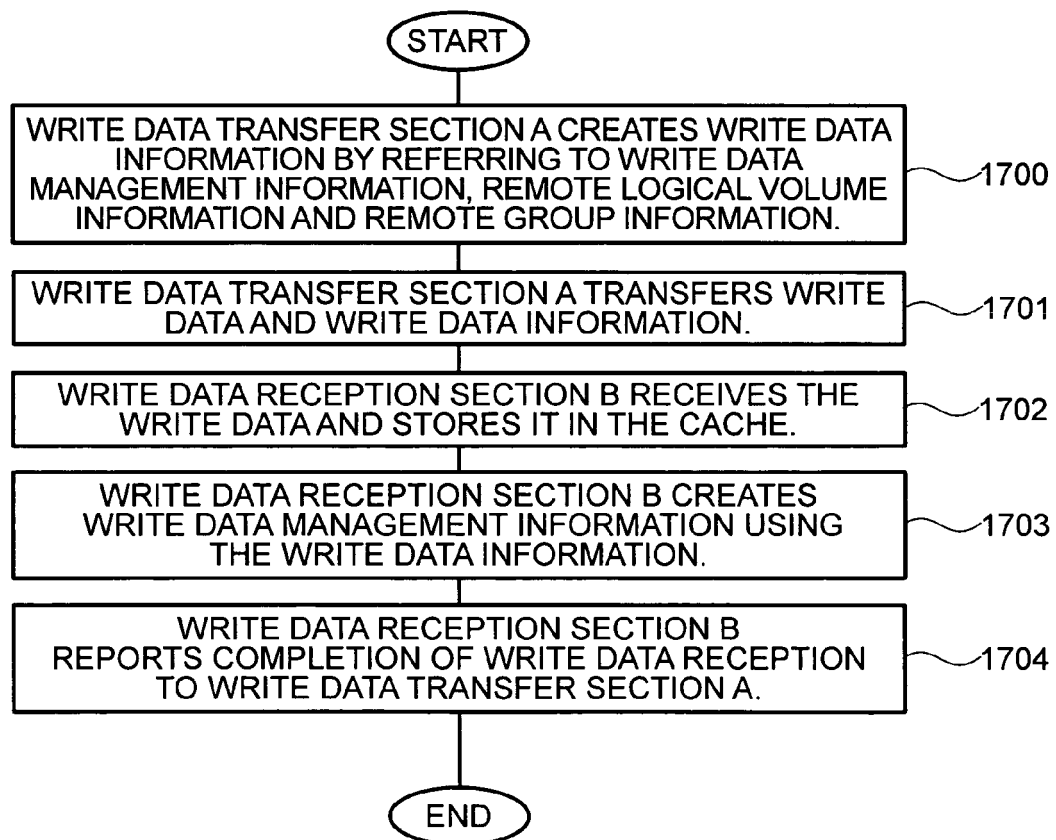 START
WRITE DATA TRANSFER SECTION A CREATES WRITE DATA
INFORMATION BY REFERRING TO WRITE DATA
MANAGEMENT INFORMATION, REMOTE LOGICAL VOLUME
INFORMATION AND REMOTE GROUP INFORMATION.
1700
WRITE DATA TRANSFER SECTION A TRANSFERS WRITE
DATA AND WRITE DATA INFORMATION.
1701
WRITE DATA RECEPTION SECTION B RECEIVES THE
WRITE DATA AND STORES IT IN THE CACHE.
1702
WRITE DATA RECEPTION SECTION B CREATES
WRITE DATA MANAGEMENT INFORMATION USING
THE WRITE DATA INFORMATION.
1703
WRITE DATA RECEPTION SECTION B
REPORTS COMPLETION OF WRITE DATA RECEPTION
TO WRITE DATA TRANSFER SECTION A.
1704
END